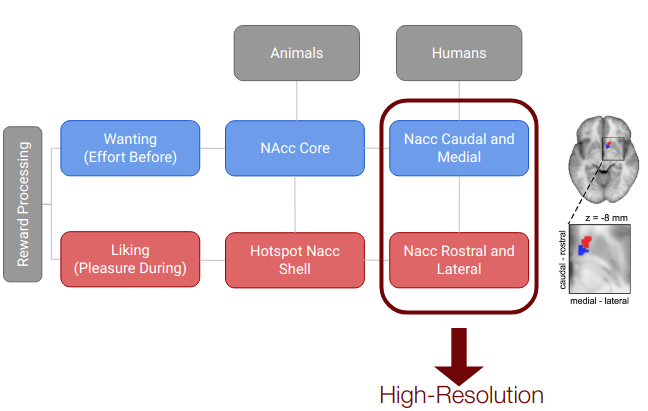 Animals
Humans
Reward Processing
Wanting
(Effort Before)
NAcc Core
Nacc Caudal and
Medial
Liking
(Pleasure During)
Hotspot Nacc
Shell
Nacc Rostral and
Lateral
z = -8 mm
caudal - rostral
medial - lateral
High-Resolution